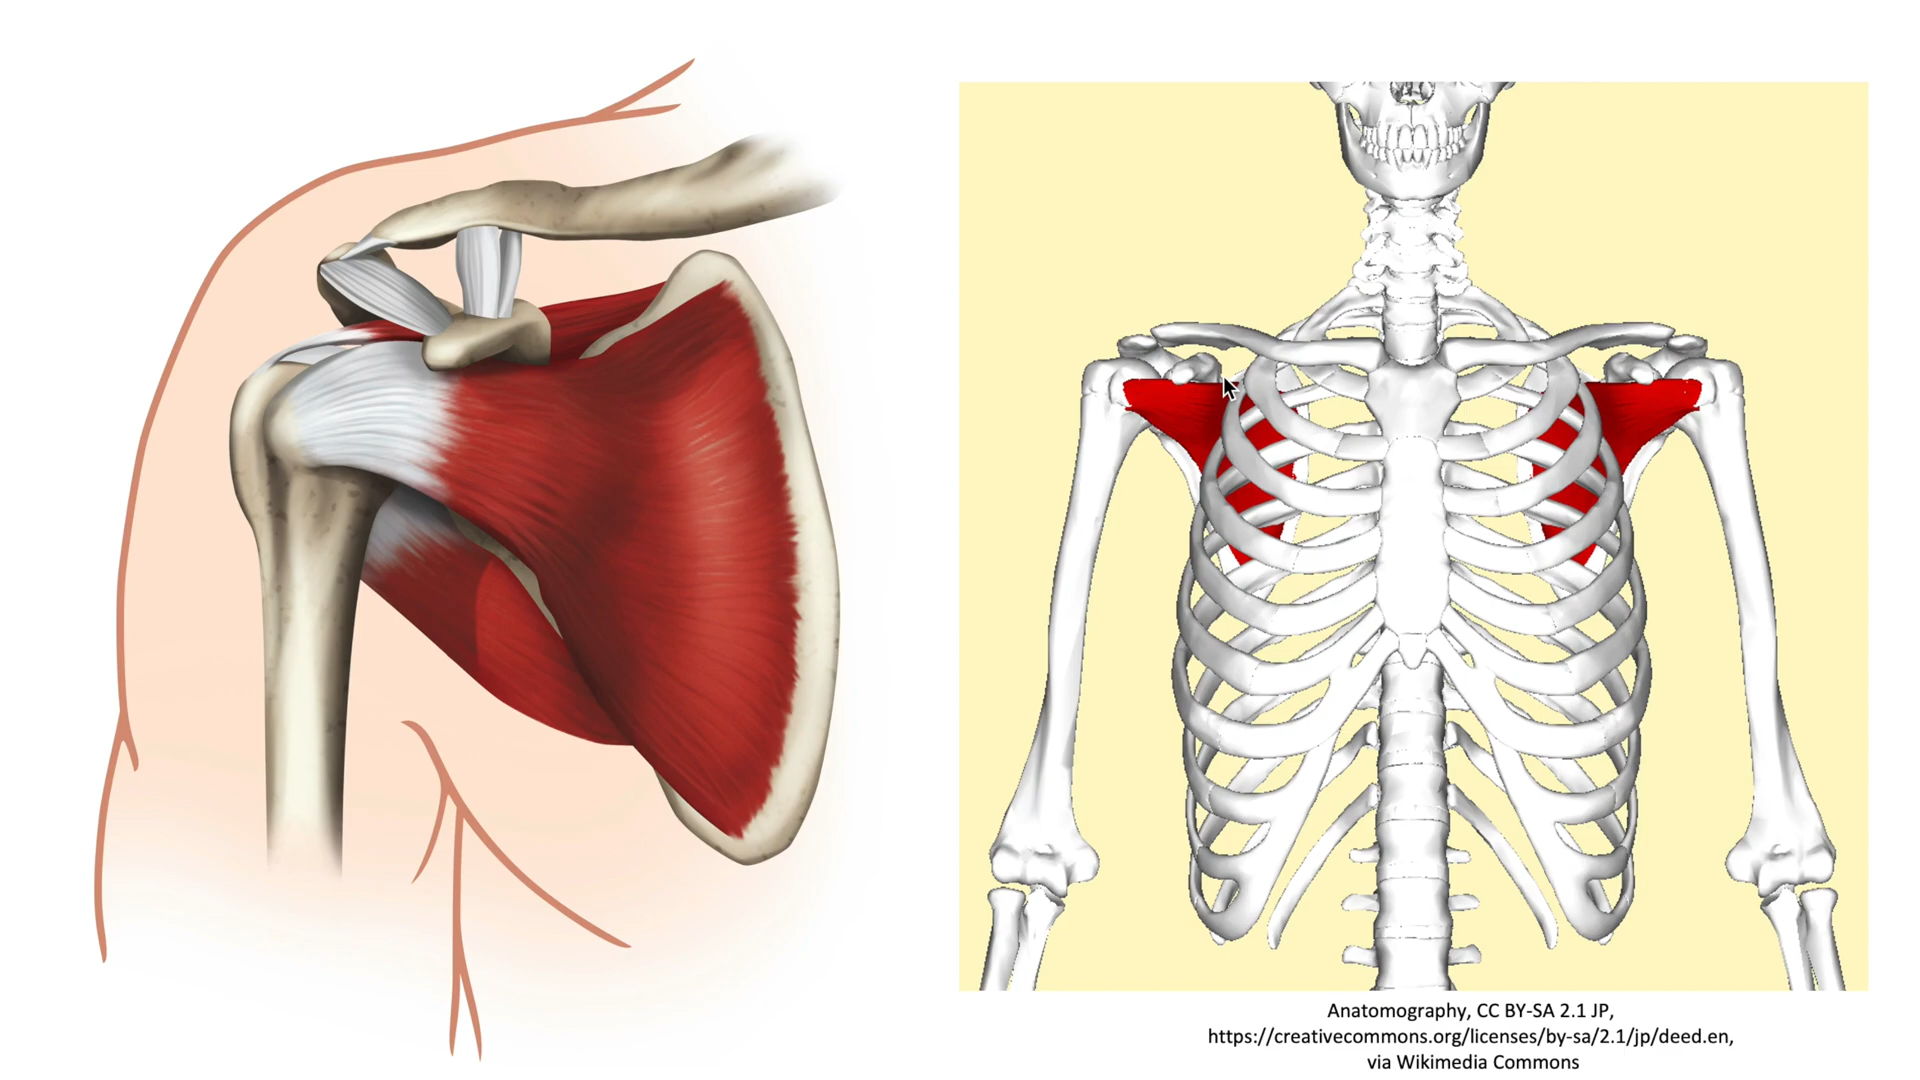 Anatomography, CC BY-SA 2.1 JP,
https://creativecommons.org/licenses/by-sa/2.1/jp/deed.en,
via Wikimedia Commons